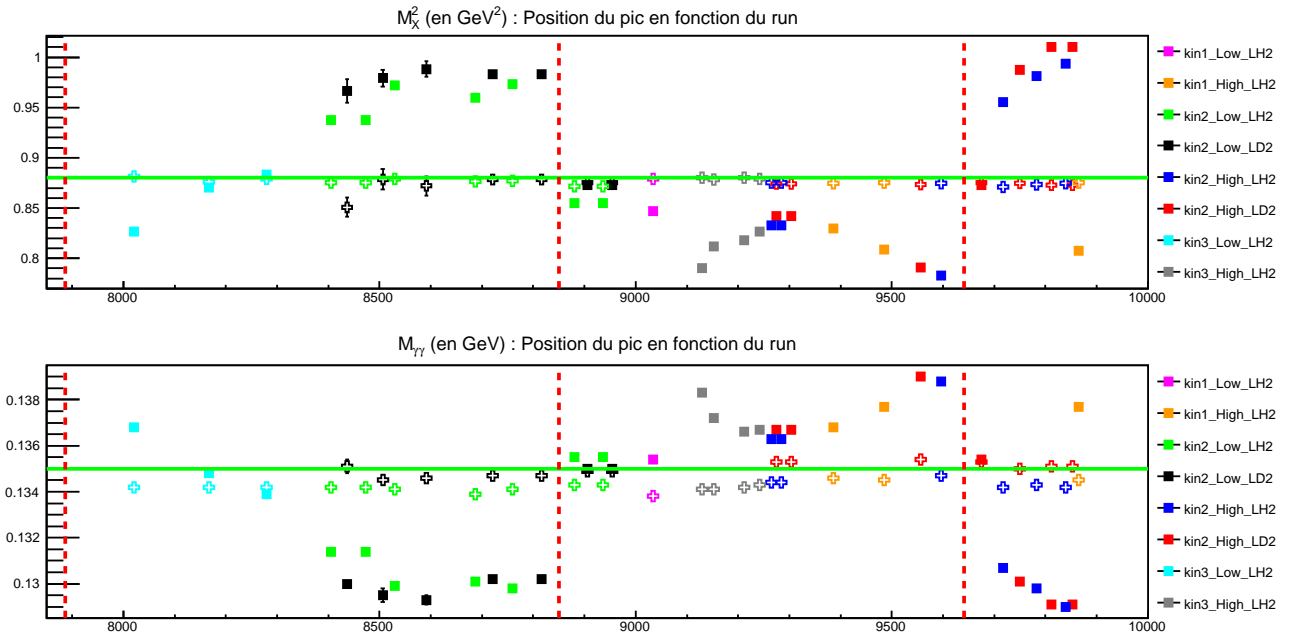 M_X^2 (en GeV^2) : Position du pic en fonction du run
1
0.95
0.9
0.85
0.8
8000 8500 9000 9500 10000
kin1_Low_LH2
kin1_High_LH2
kin2_Low_LH2
kin2_Low_LD2
kin2_High_LH2
kin2_High_LD2
kin3_Low_LH2
kin3_High_LH2
M_γγ (en GeV) : Position du pic en fonction du run
0.138
0.136
0.134
0.132
0.13
8000 8500 9000 9500 10000
kin1_Low_LH2
kin1_High_LH2
kin2_Low_LH2
kin2_Low_LD2
kin2_High_LH2
kin2_High_LD2
kin3_Low_LH2
kin3_High_LH2